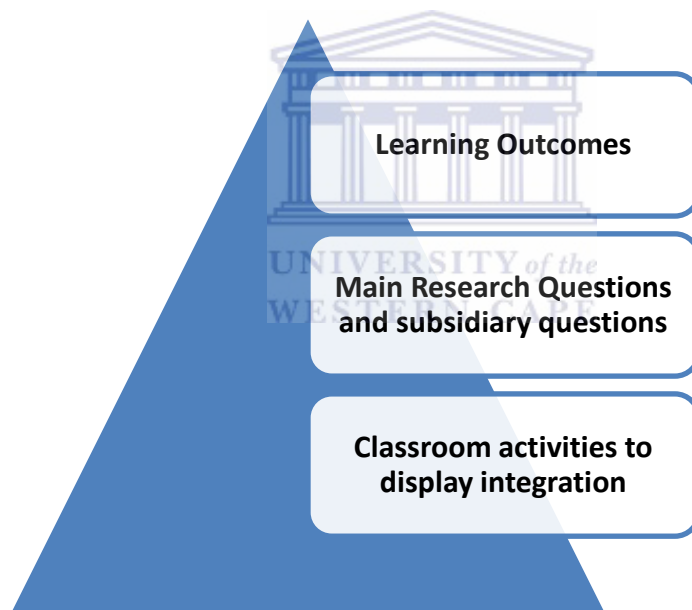 Learning Outcomes
UNIVERSITY of the
Main Research Questions
WESTERN CAPE
and subsidiary questions
Classroom activities to
display integration